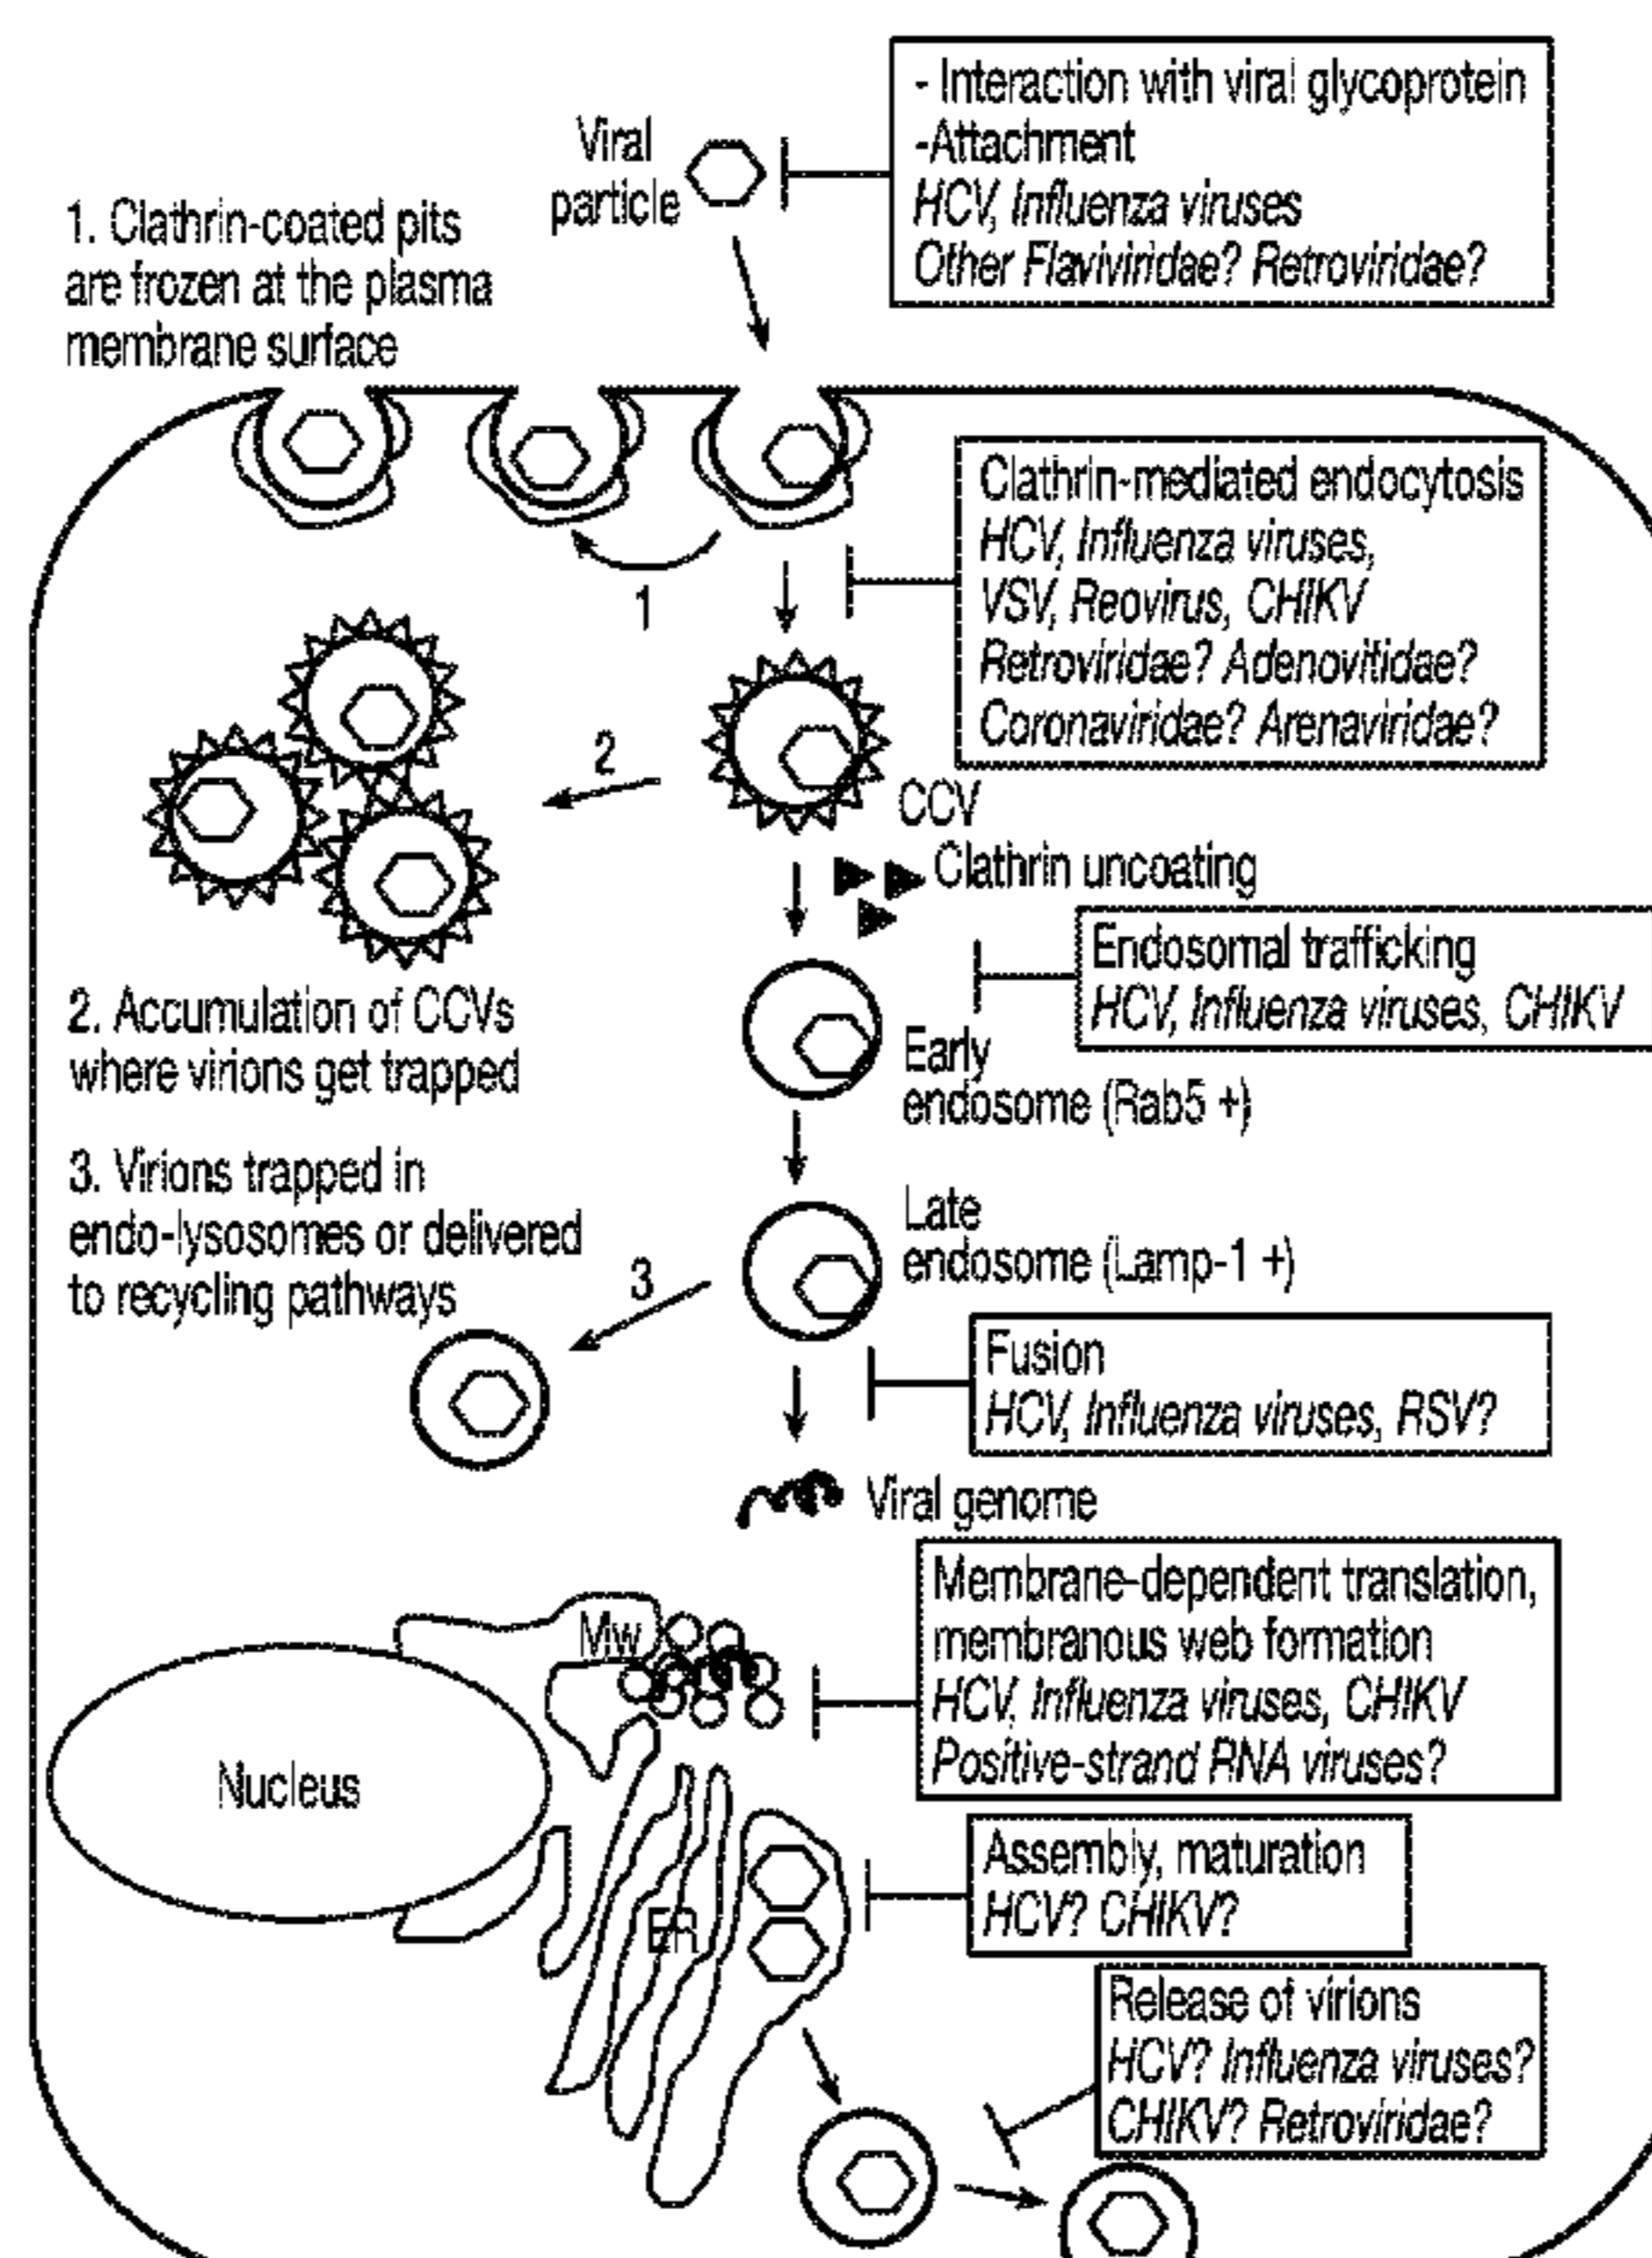 - Interaction with viral glycoprotein
-Attachment
HCV, Influenza viruses
Other Flaviviridae? Retroviridae?
Viral
particle
1. Clathrin-coated pits
are frozen at the plasma
membrane surface
Clathrin-mediated endocytosis
HCV, Influenza viruses,
VSV, Reovirus, CHIKV
Retroviridae? Adenovitidae?
Coronaviridae? Arenaviridae?
1
2
CCV
Clathrin uncoating
Endosomal trafficking
HCV, Influenza viruses, CHIKV
2. Accumulation of CCVs
where virions get trapped
Early
endosome (Rab5 +)
3. Virions trapped in
endo-lysosomes or delivered
to recycling pathways
3
Late
endosome (Lamp-1 +)
Fusion
HCV, Influenza viruses, RSV?
Viral genome
Membrane-dependent translation,
membranous web formation
HCV, Influenza viruses, CHIKV
Positive-strand RNA viruses?
Mw
Nucleus
ER
Assembly, maturation
HCV? CHIKV?
Release of virions
HCV? Influenza viruses?
CHIKV? Retroviridae?